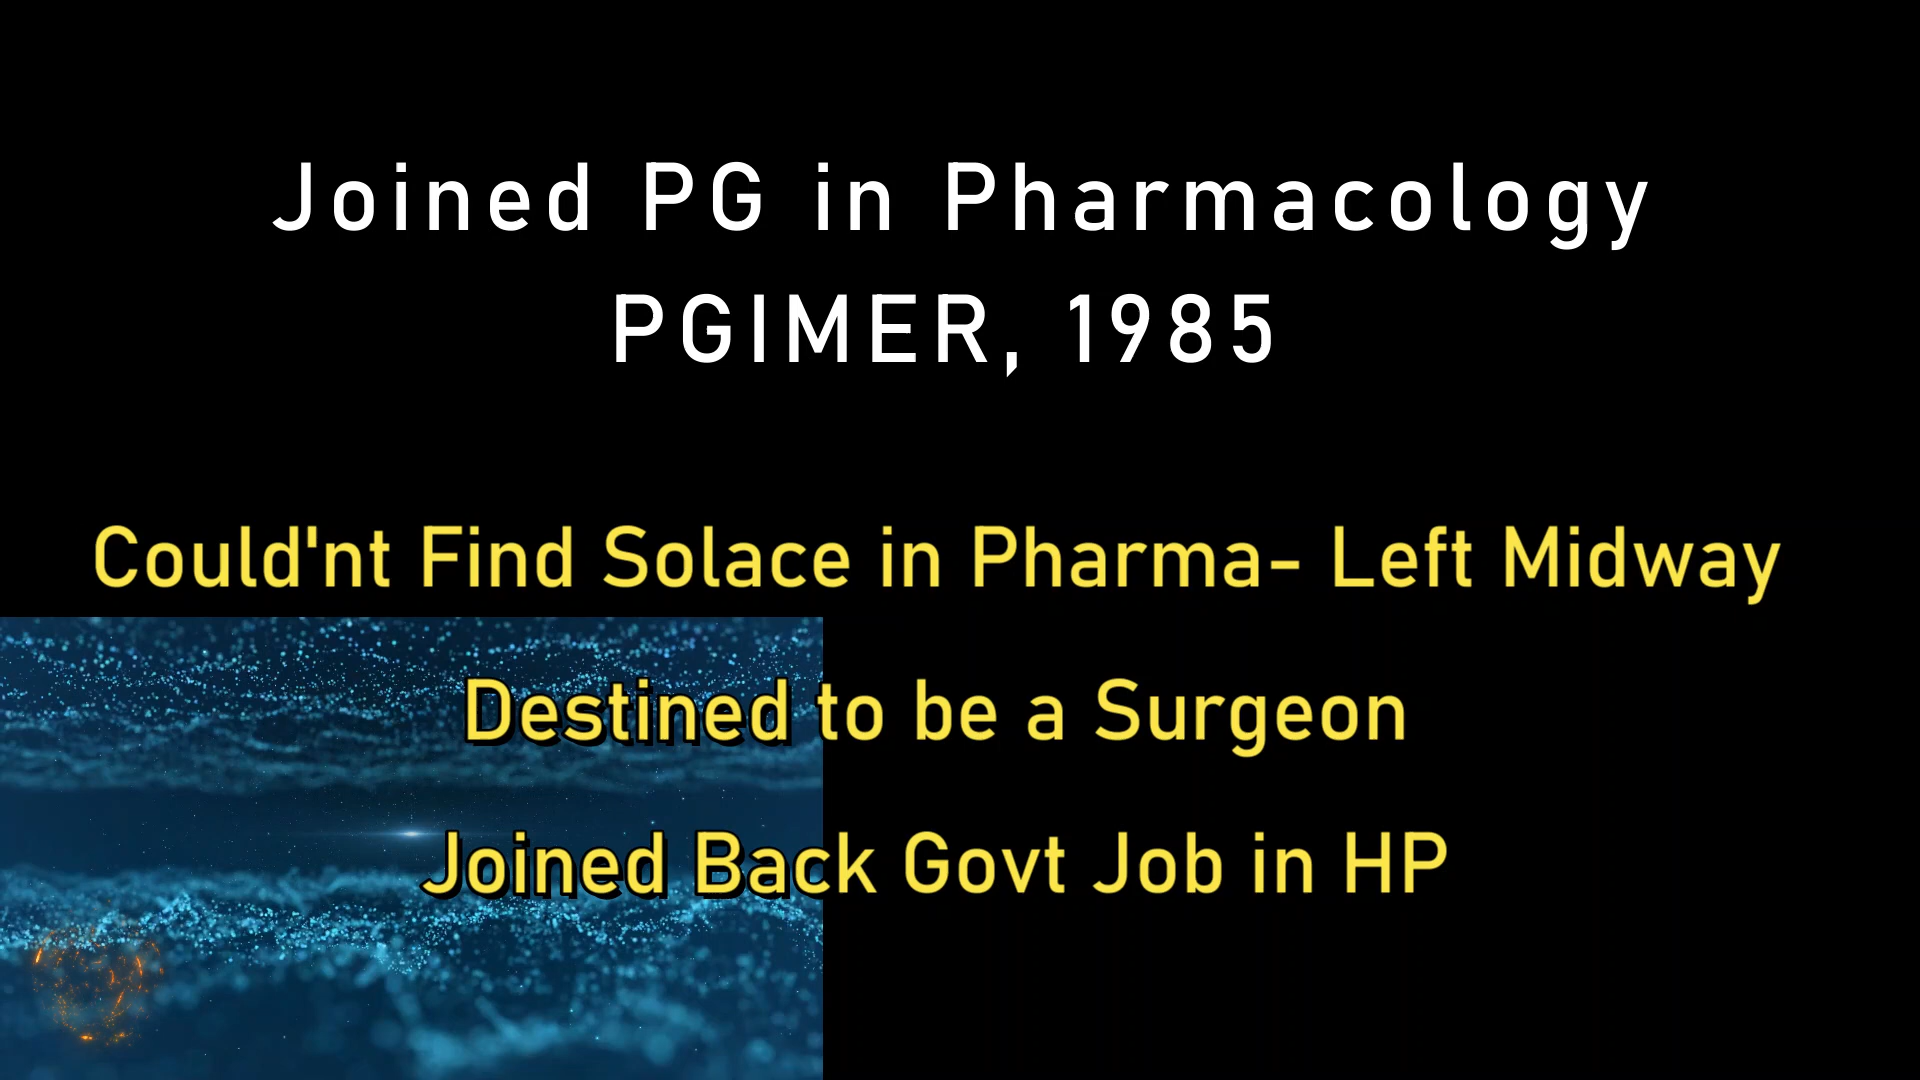 Joined PG in Pharmacology
PGIMER, 1985
Could'nt Find Solace in Pharma- Left Midway
Destined to be a Surgeon
Joined Back Govt Job in HP